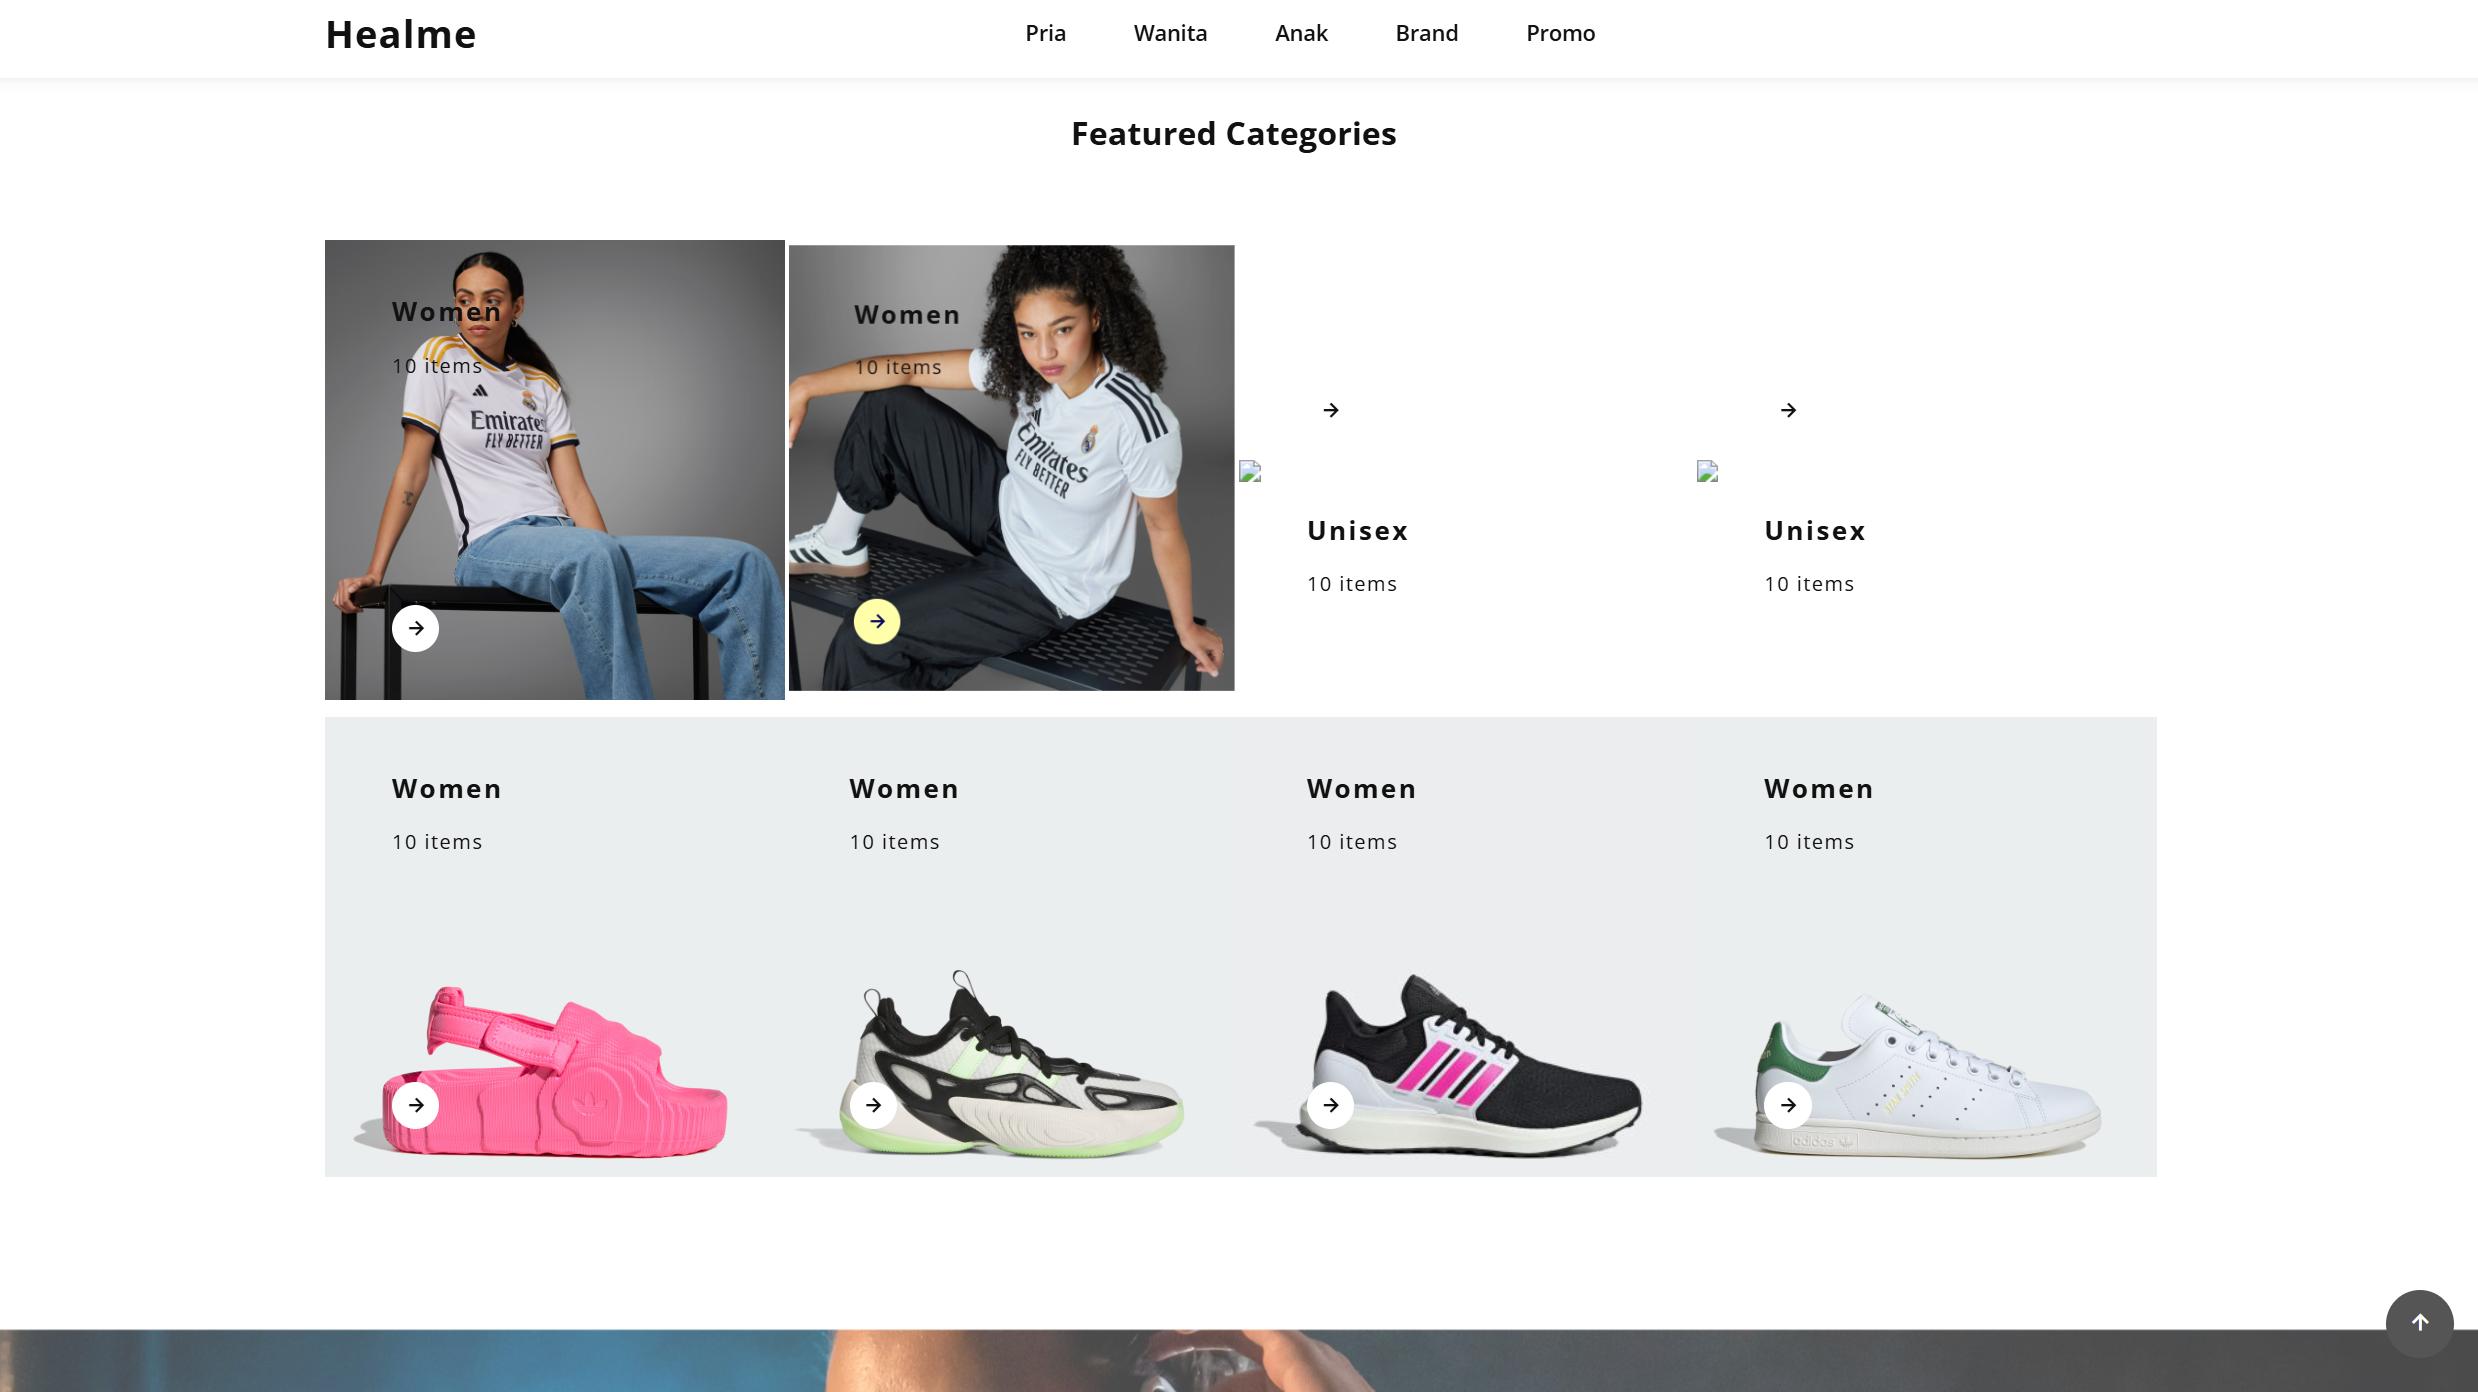 Healme
Pria
Wanita
Anak
Brand
Promo
Featured Categories
Women
10 items
Emirates
FLY BETTER
Women
10 items
Emirates
FLY BETTER
Unisex
10 items
Unisex
10 items
Women
10 items
Women
10 items
Women
10 items
Women
10 items
adidas